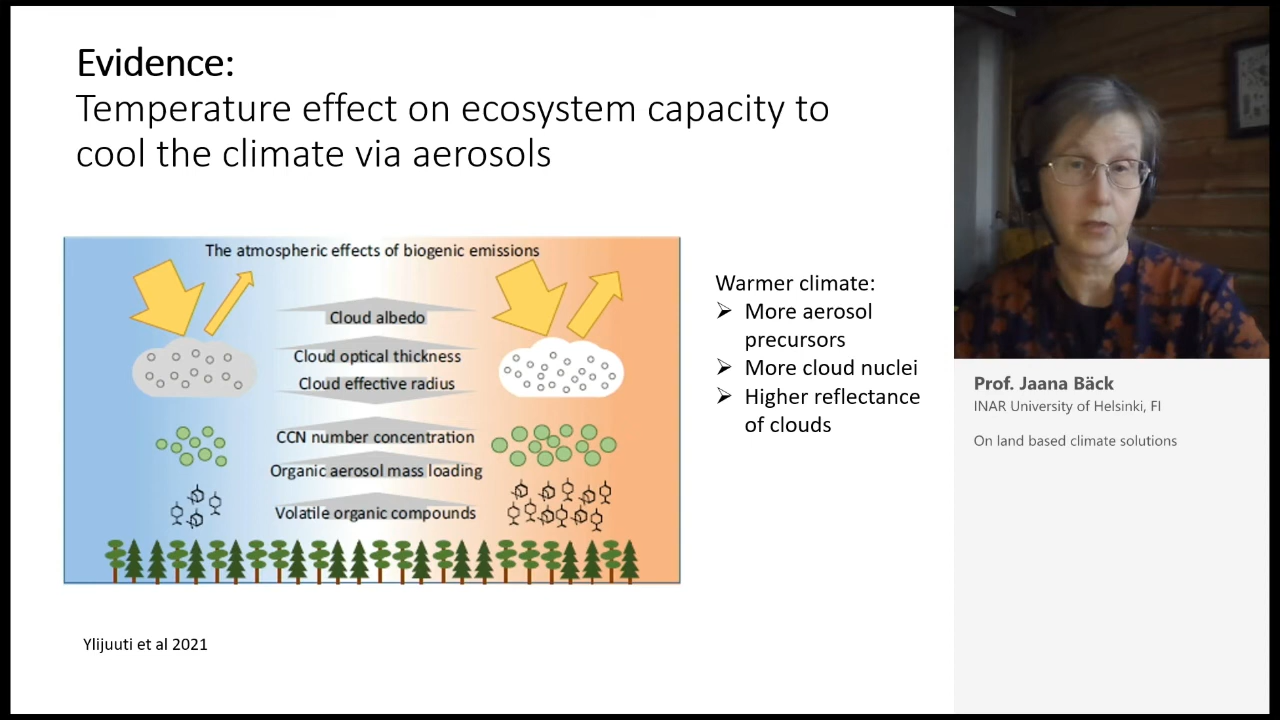 Evidence:
Temperature effect on ecosystem capacity to
cool the climate via aerosols
The atmospheric effects of biogenic emissions
Cloud albedo
Cloud optical thickness
Cloud effective radius
CCN number concentration
Organic aerosol mass loading
Volatile organic compounds
Warmer climate:
More aerosol
precursors
More cloud nuclei
Higher reflectance
of clouds
Ylijuuti et al 2021
Prof. Jaana Bäck
INAR University of Helsinki, FI
On land based climate solutions